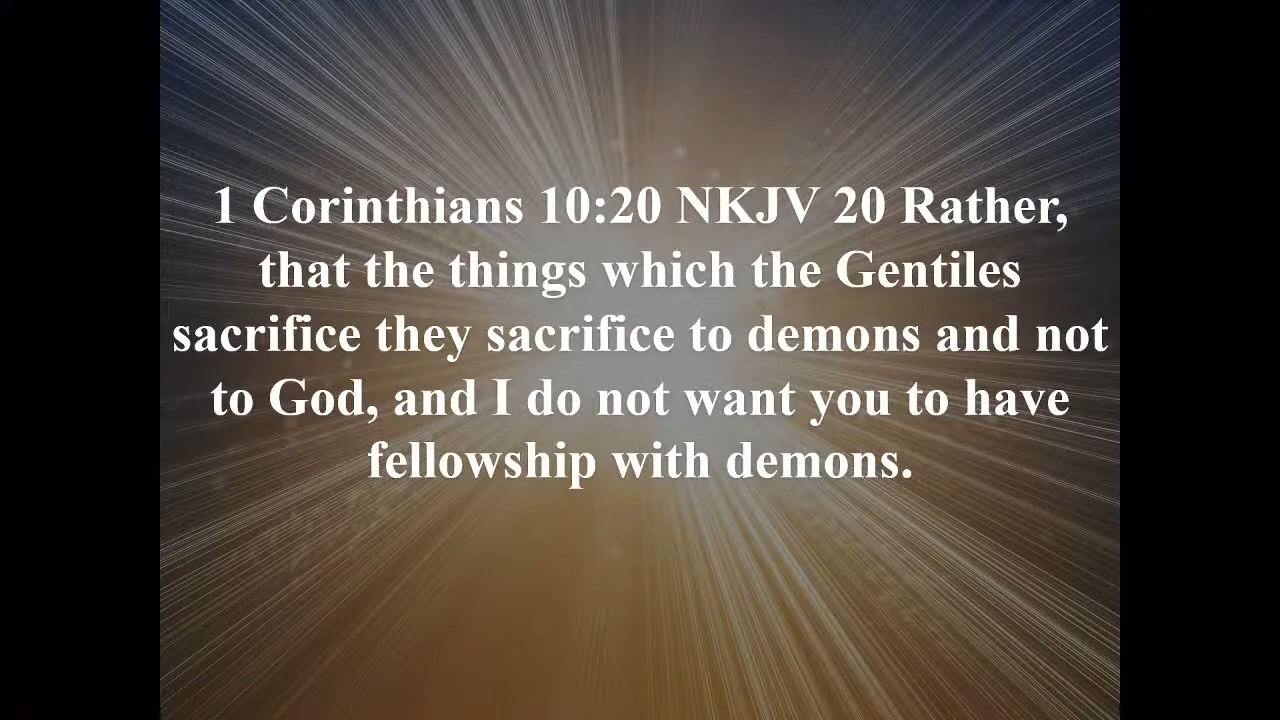 1 Corinthians 10:20 NKJV 20 Rather,
that the things which the Gentiles
sacrifice they sacrifice to demons and not
to God, and I do not want you to have
fellowship with demons.